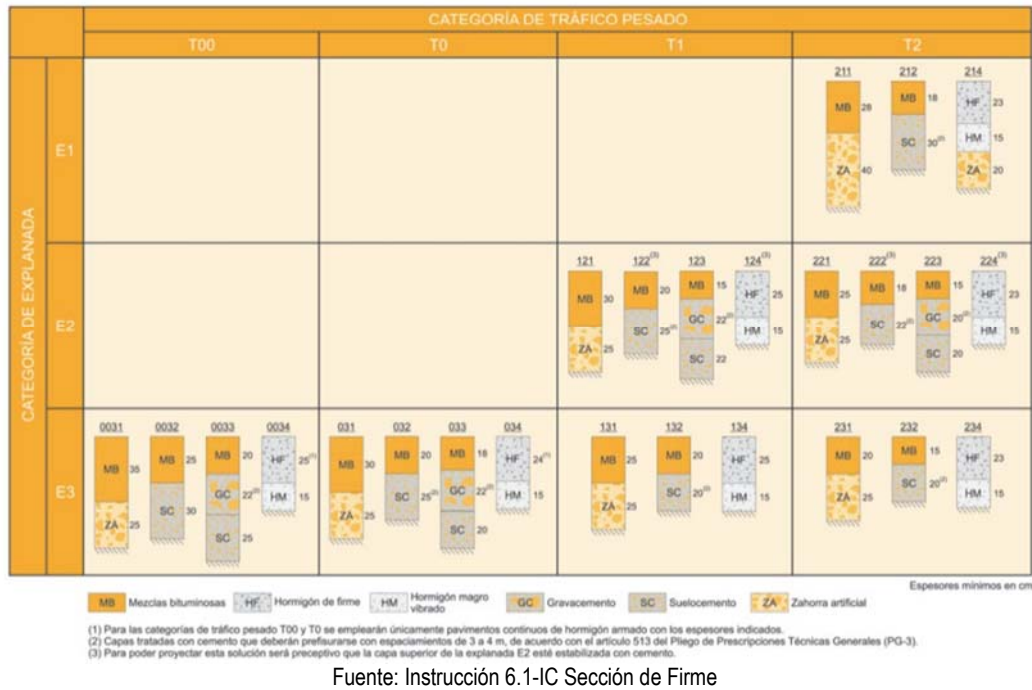 CATEGORÍA DE TRÁFICO PESADO
T00 T0 T1 T2
CATEGORÍA DE EXPLANADA
E1
211 212 214
MB 28 MB 18 HF 23
ZA 40 SC 30(2) HM 15
ZA 20
E2
121 122(3) 123 124(3) 221 222(3) 223 224(3)
MB 30 MB 20 MB 15 HF 25 MB 25 MB 18 MB 15 HF 23
ZA 25 SC 25(2) GC 22(2) HM 15 ZA 25 SC 22(2) GC 20(2) HM 15
SC 22 SC 20
E3
0031 0032 0033 0034 031 032 033 034 131 132 134 231 232 234
MB 35 MB 25 MB 20 HF 25(1) MB 30 MB 20 MB 18 HF 24(1) MB 25 MB 20 HF 25 MB 20 MB 15 HF 23
ZA 25 SC 30 GC 22(2) HM 15 ZA 25 SC 25(2) GC 22(2) HM 15 ZA 25 SC 20(2) HM 15 ZA 25 SC 20(2) HM 15
SC 25 SC 20
Espesores mínimos en cm
MB Mezclas bituminosas HF Hormigón de firme HM Hormigón magro vibrado GC Gravacemento SC Suelocemento ZA Zahorra artificial
(1) Para las categorías de tráfico pesado T00 y T0 se emplearán únicamente pavimentos continuos de hormigón armado con los espesores indicados.
(2) Capas tratadas con cemento que deberán prefisurarse con espaciamientos de 3 a 4 m, de acuerdo con el artículo 513 del Pliego de Prescripciones Técnicas Generales (PG-3).
(3) Para poder proyectar esta solución será preceptivo que la capa superior de la explanada E2 esté estabilizada con cemento.
Fuente: Instrucción 6.1-IC Sección de Firme